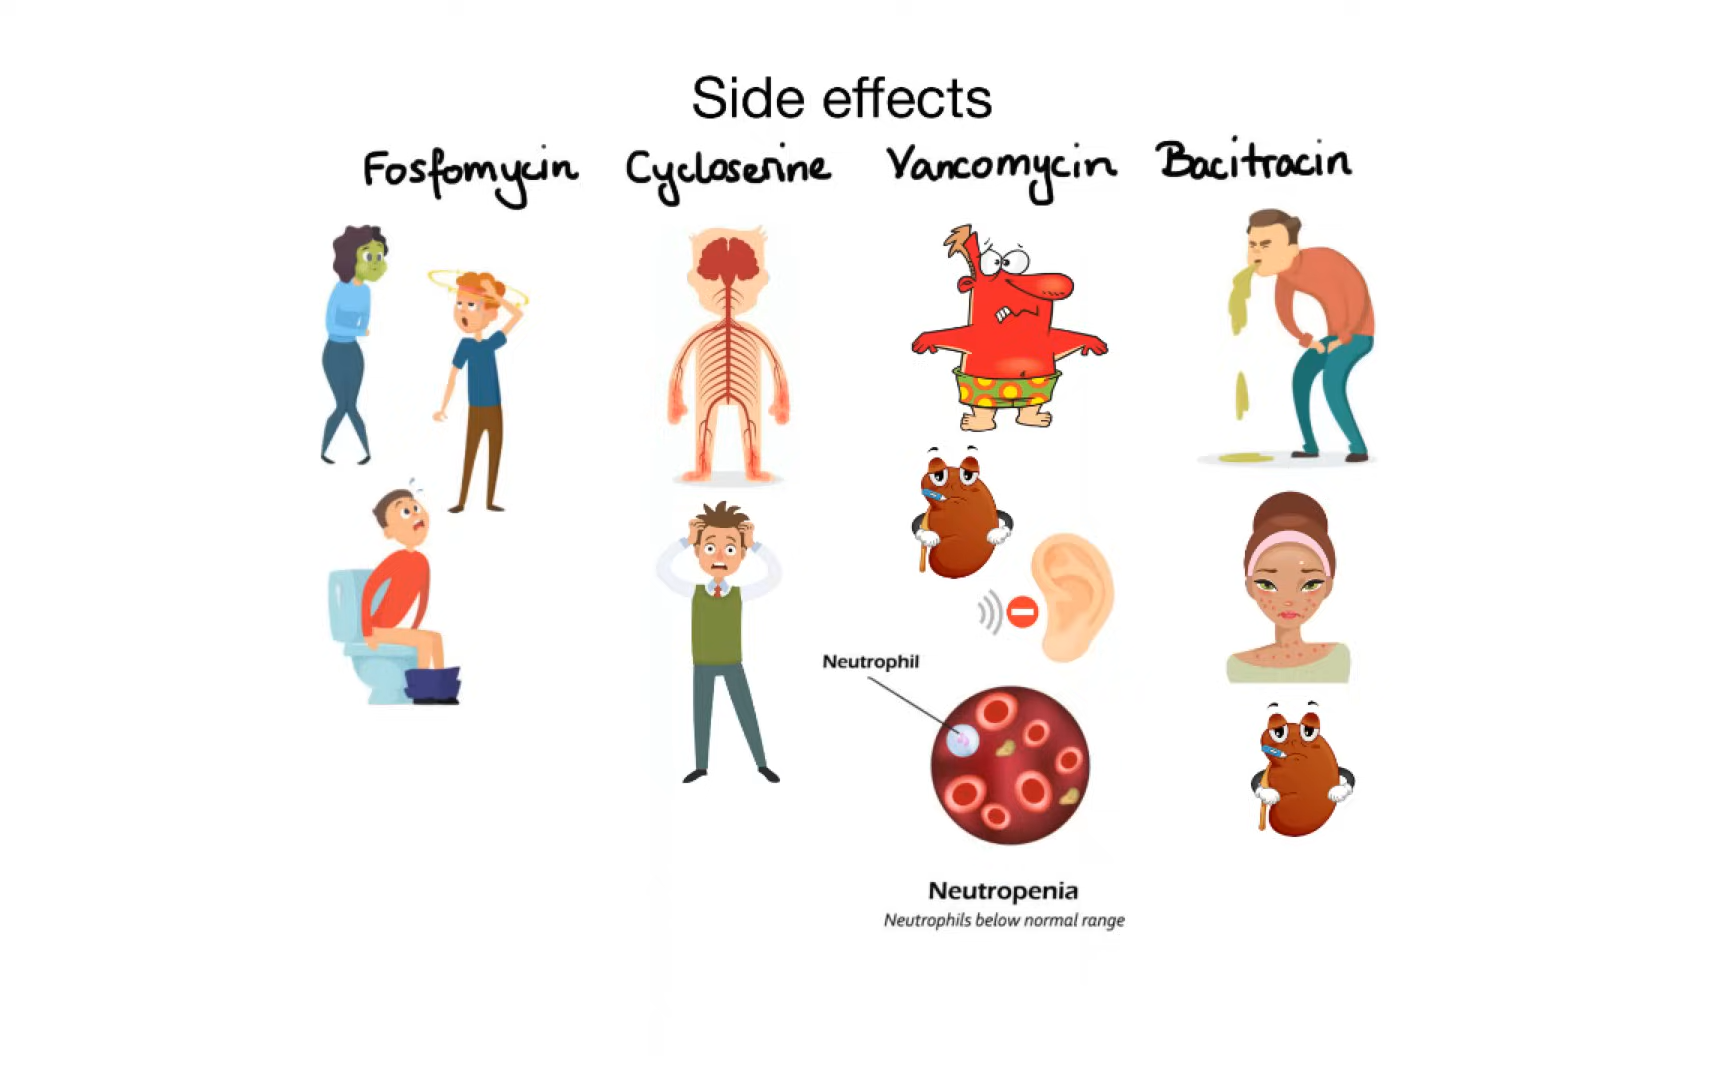 Side effects
Fosfomycin Cycloserine Vancomycin Bacitracin
Neutrophil
Neutropenia
Neutrophils below normal range